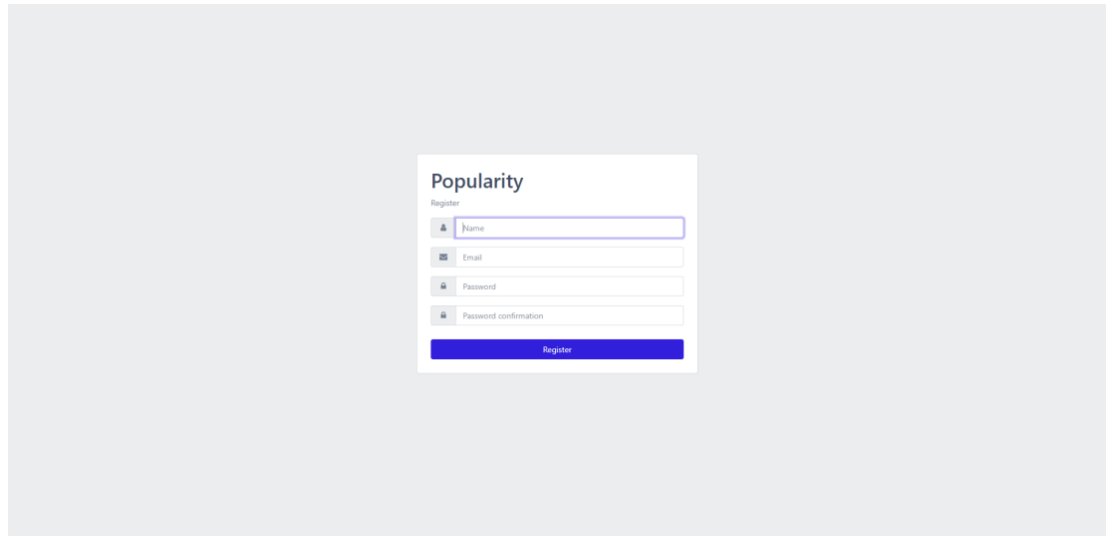 Popularity
Register
Name
Email
Password
Password confirmation
Register